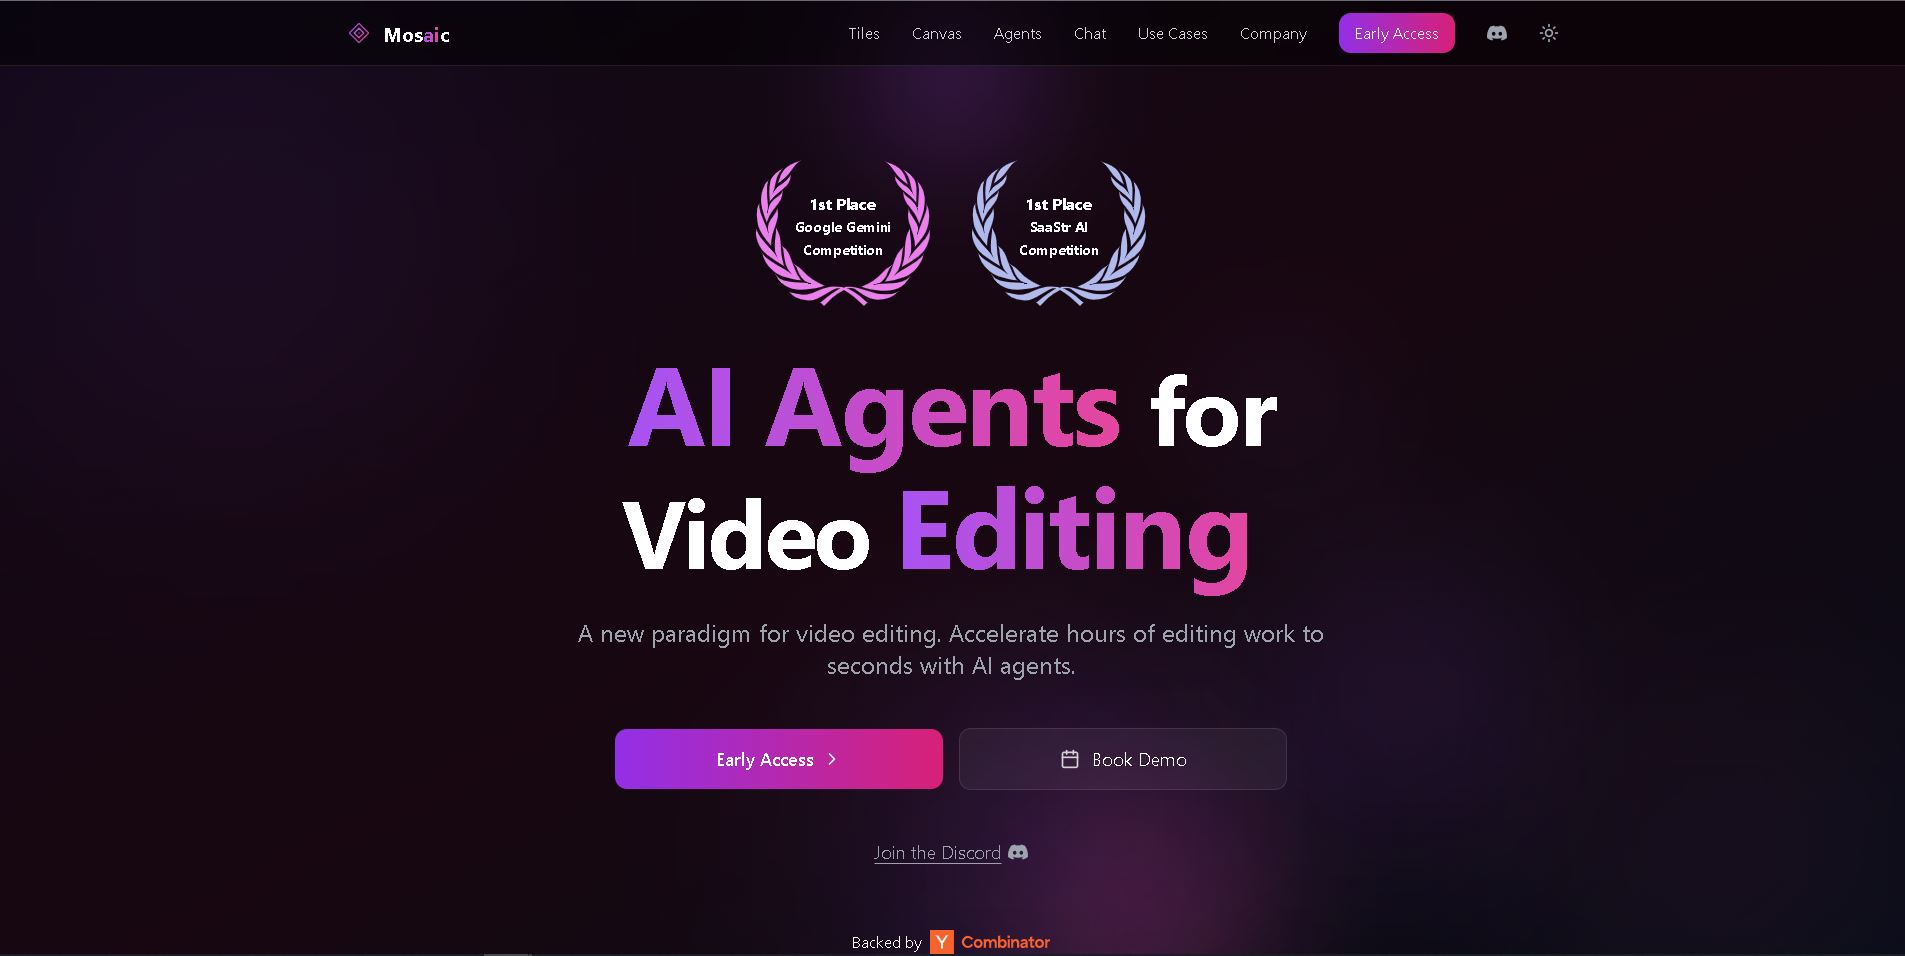 Mosaic
Tiles Canvas Agents Chat Use Cases Company Early Access
1st Place
Google Gemini
Competition
1st Place
SaaStr AI
Competition
AI Agents for
Video Editing
A new paradigm for video editing. Accelerate hours of editing work to
seconds with AI agents.
Early Access
Book Demo
Join the Discord
Backed by Y Combinator